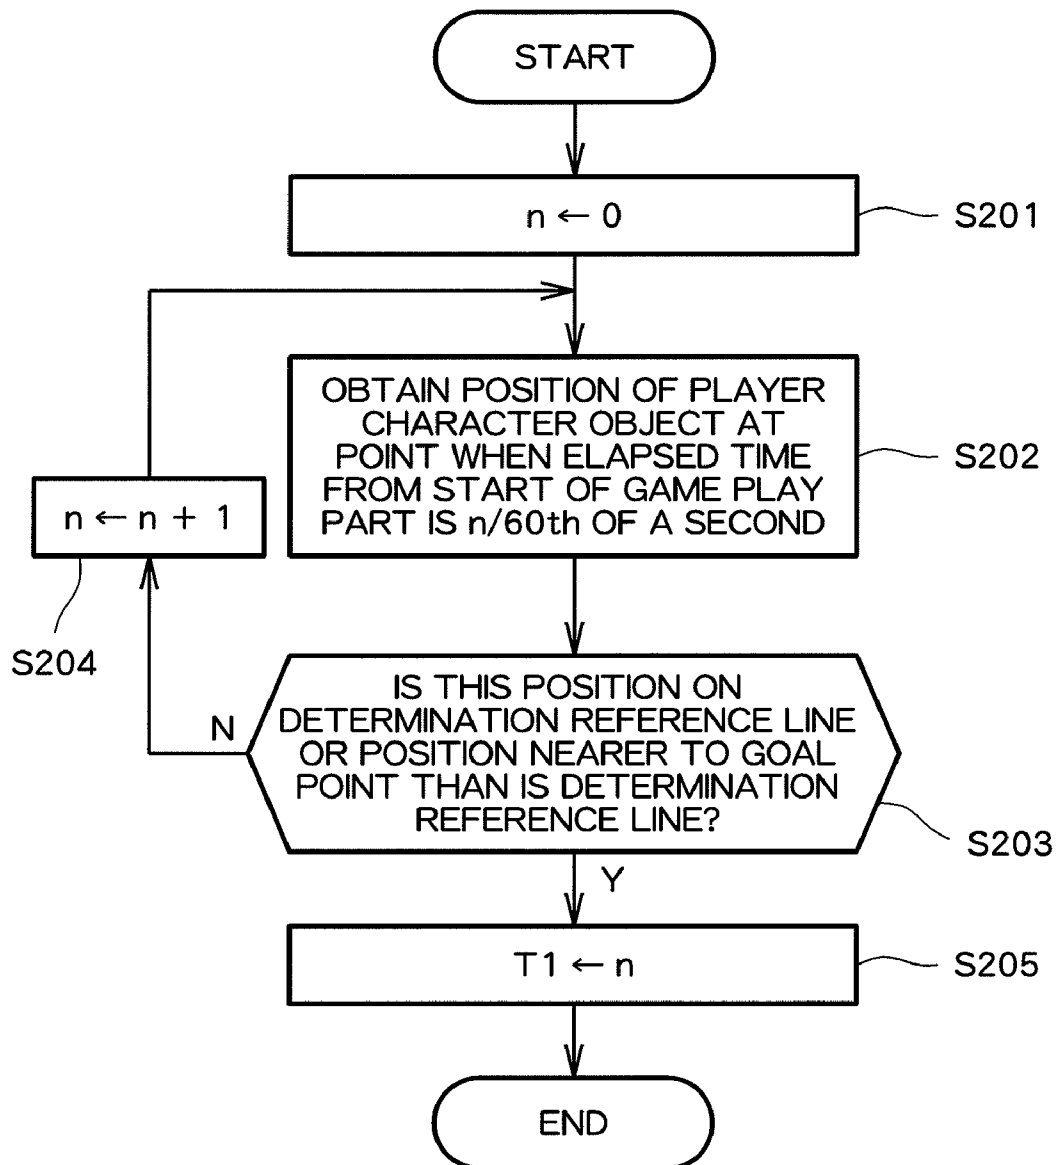 START
n ← 0
S201
OBTAIN POSITION OF PLAYER
CHARACTER OBJECT AT
POINT WHEN ELAPSED TIME
FROM START OF GAME PLAY
PART IS n/60th OF A SECOND
S202
n ← n + 1
S204
IS THIS POSITION ON
DETERMINATION REFERENCE LINE
OR POSITION NEARER TO GOAL
POINT THAN IS DETERMINATION
REFERENCE LINE?
N
S203
Y
T1 ← n
S205
END